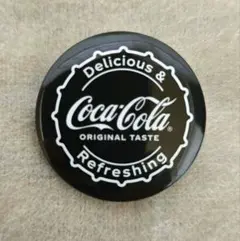 Delicious &
Coca-Cola®
ORIGINAL TASTE
Refreshing